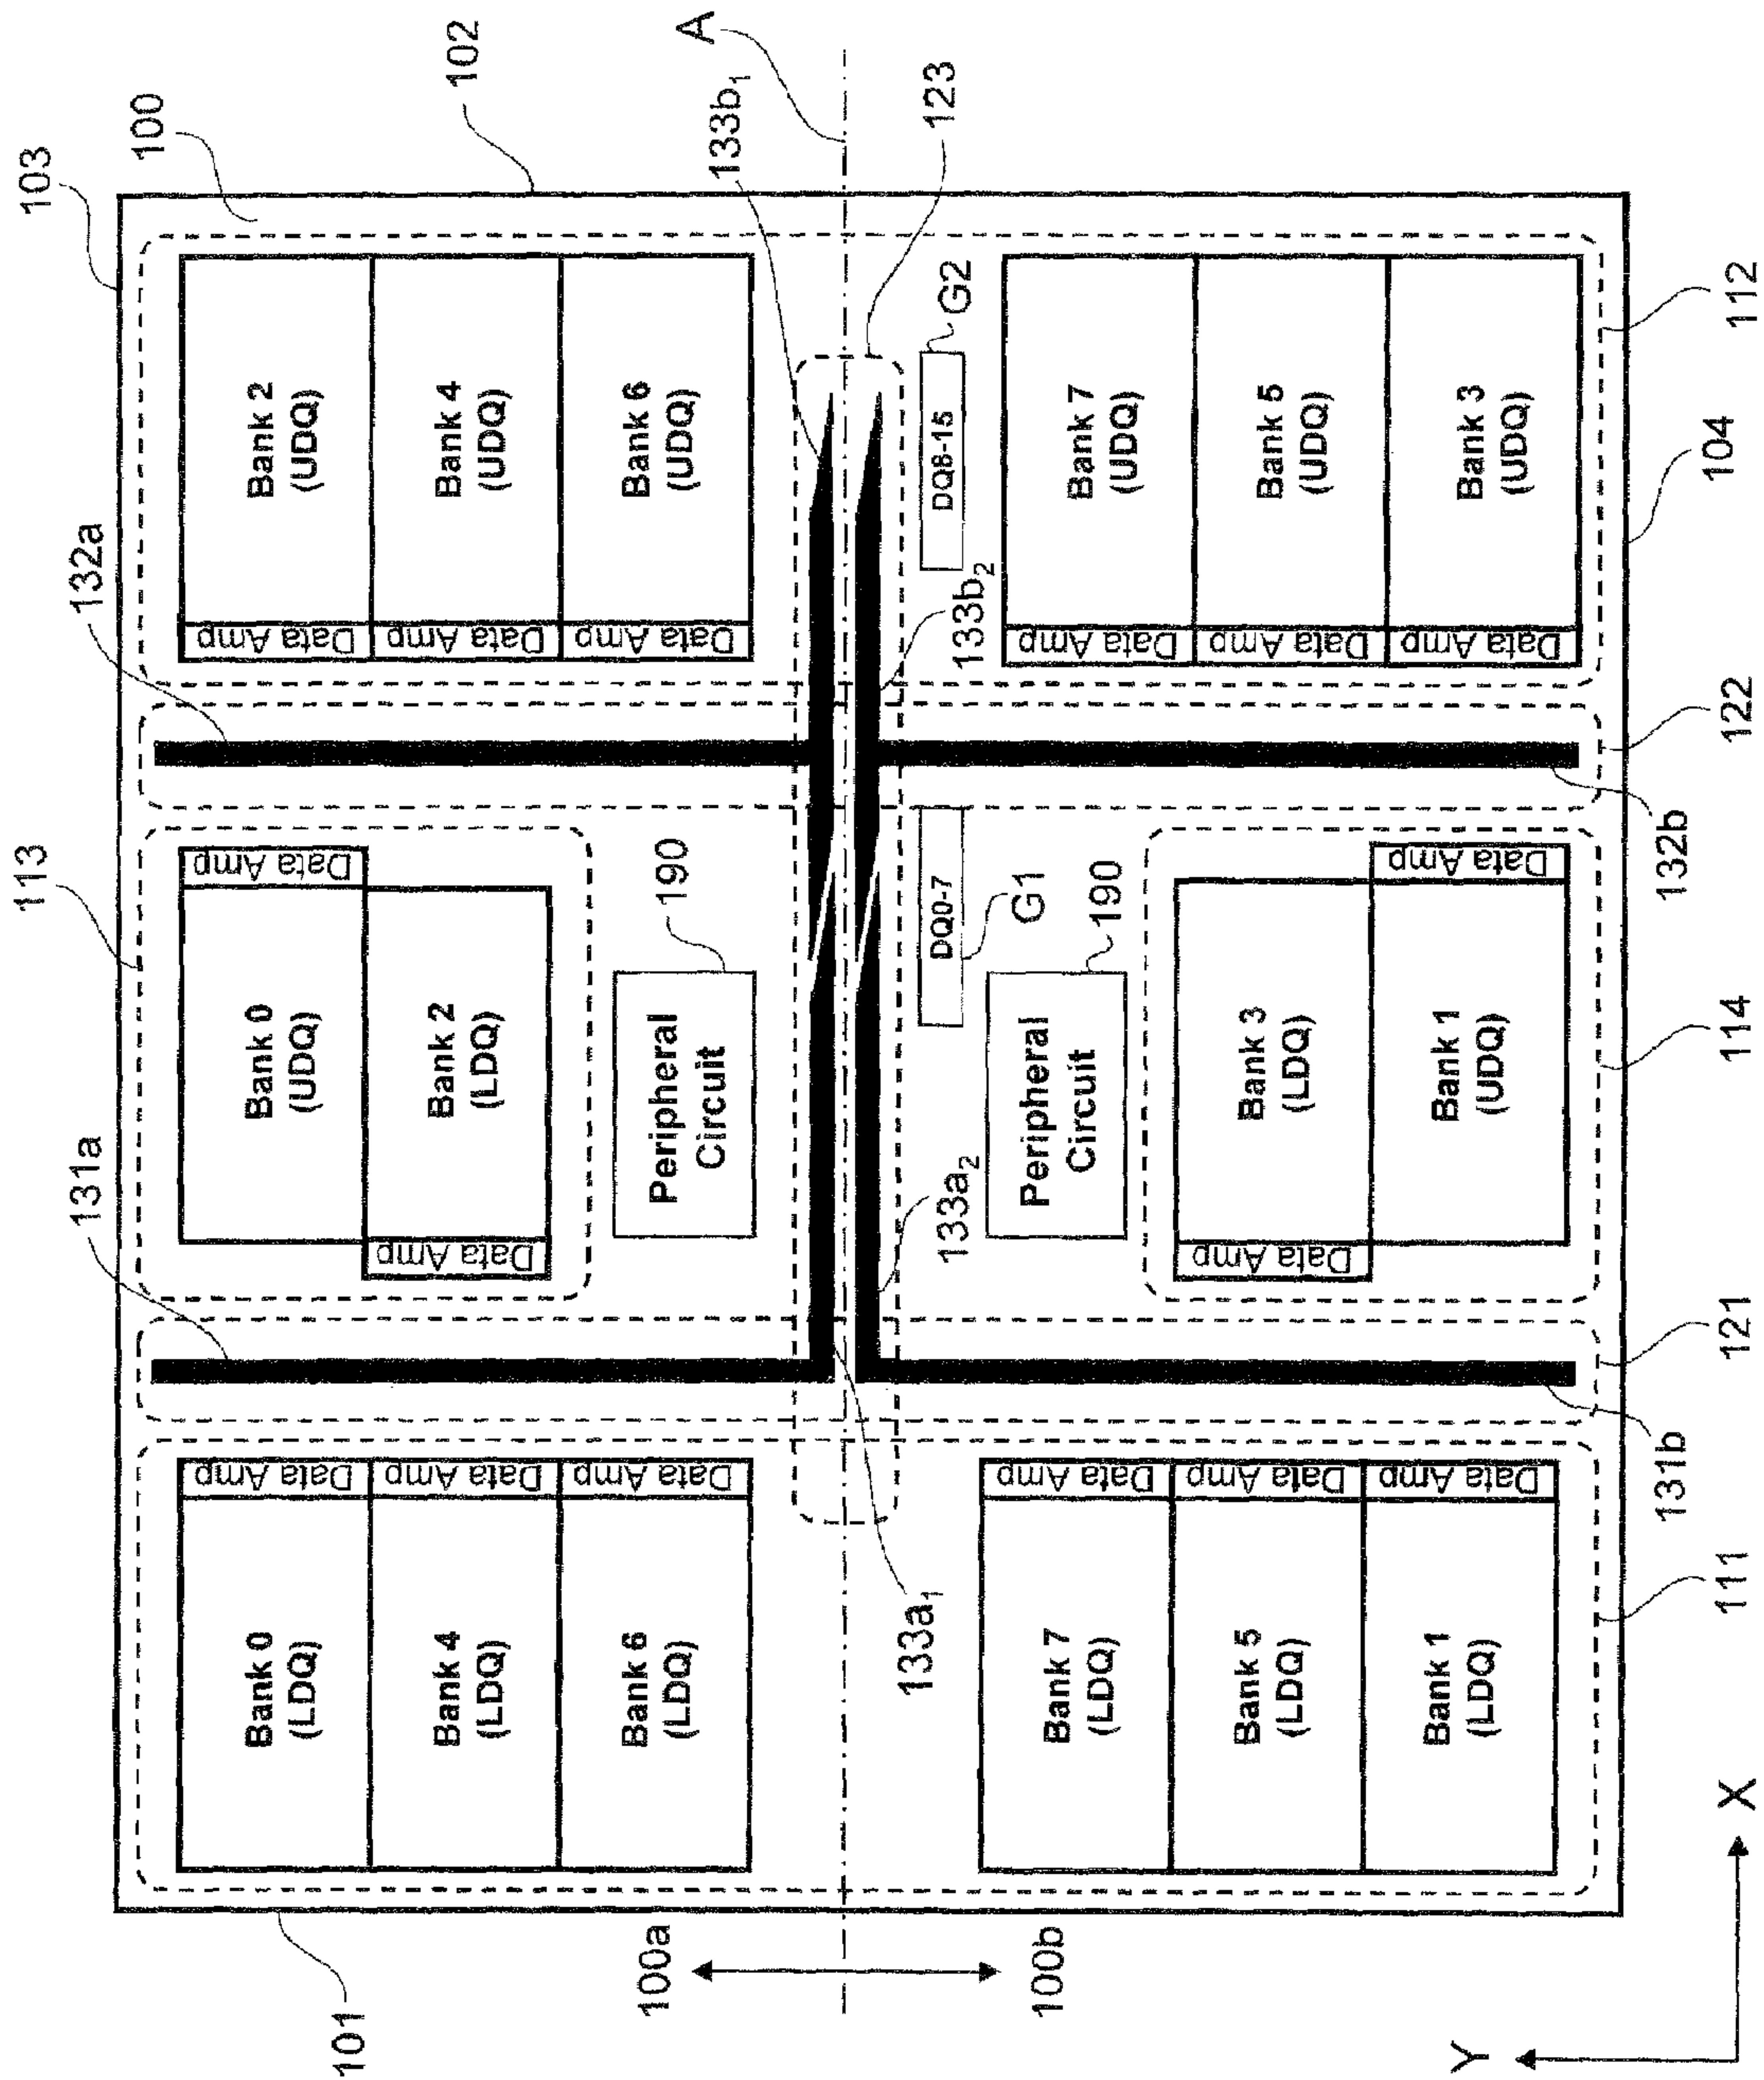 113
103
131a
132a
100
Bank 0
(LDQ)
Data Amp
Bank 0
(UDQ)
Data Amp
Data Amp
Bank 2
(UDQ)
101
Bank 4
(LDQ)
Data Amp
Data Amp
Bank 2
(LDQ)
Data Amp
Bank 4
(UDQ)
102
Bank 6
(LDQ)
Data Amp
Peripheral
Circuit
190
Data Amp
Bank 6
(UDQ)
100a
A
133b1
133a1
133a2
DQ0-7
G1
133b2
DQ8-15
G2
123
100b
Bank 7
(LDQ)
Data Amp
Peripheral
Circuit
190
Data Amp
Bank 7
(UDQ)
Bank 5
(LDQ)
Data Amp
Data Amp
Bank 3
(LDQ)
Data Amp
Bank 5
(UDQ)
Bank 1
(LDQ)
Data Amp
Bank 1
(UDQ)
Data Amp
Data Amp
Bank 3
(UDQ)
Y
X
131b
132b
104
111
121
114
122
112